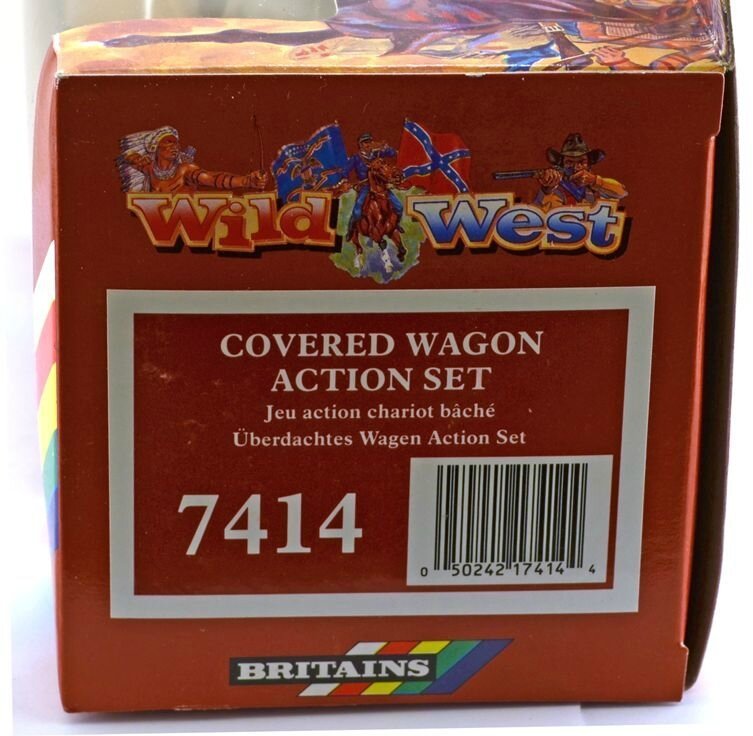 Wild West
COVERED WAGON
ACTION SET
Jeu action chariot bâché
Überdachtes Wagen Action Set
7414
0 50242 17414 4
BRITAINS